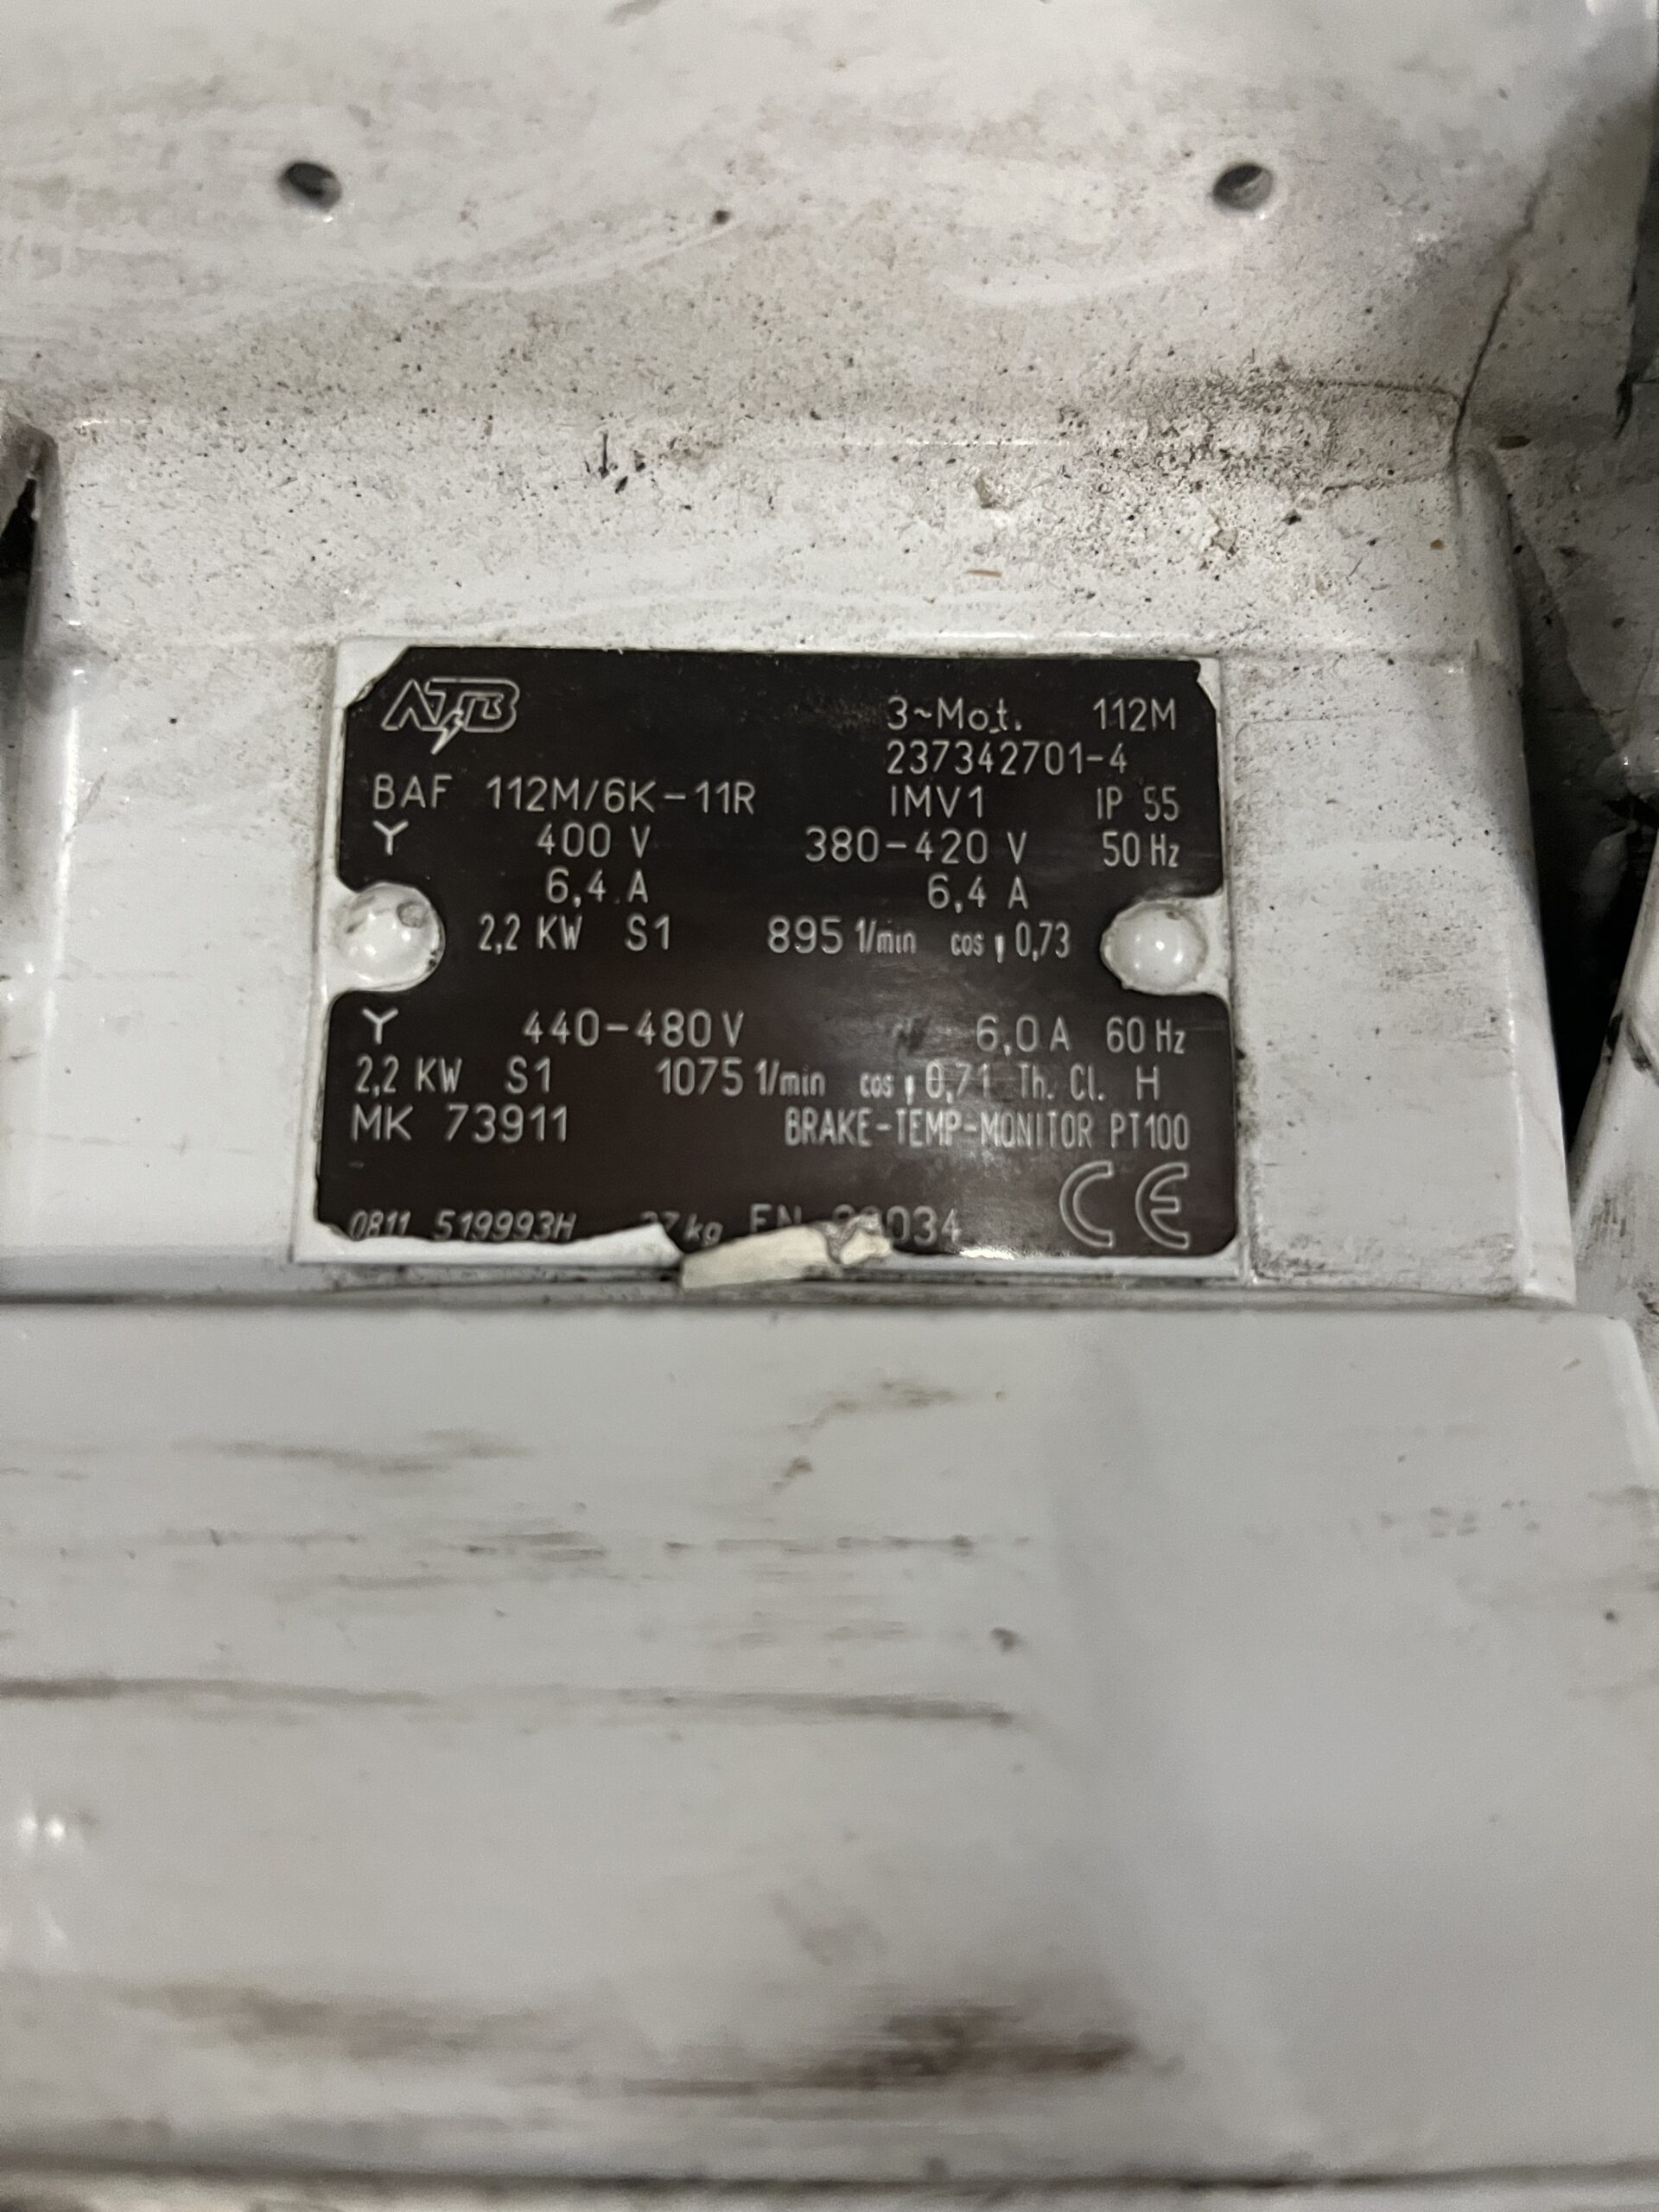 ATB
3~Mot. 112M
237342701-4
BAF 112M/6K-11R IMV1 IP 55
Y 400 V 380-420 V 50 Hz
6,4 A 6,4 A
2,2 KW S1 895 1/min cos φ 0,73
Y 440-480 V 6,0 A 60 Hz
2,2 KW S1 1075 1/min cos φ 0,71 Th. Cl. H
MK 73911 BRAKE-TEMP-MONITOR PT100
0811 519993H kg EN
CE